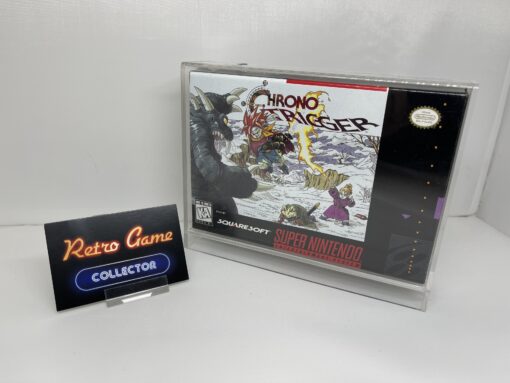 CHRONO
TRIGGER
SQUARESOFT
SUPER NINTENDO
Retro Game
COLLECTOR